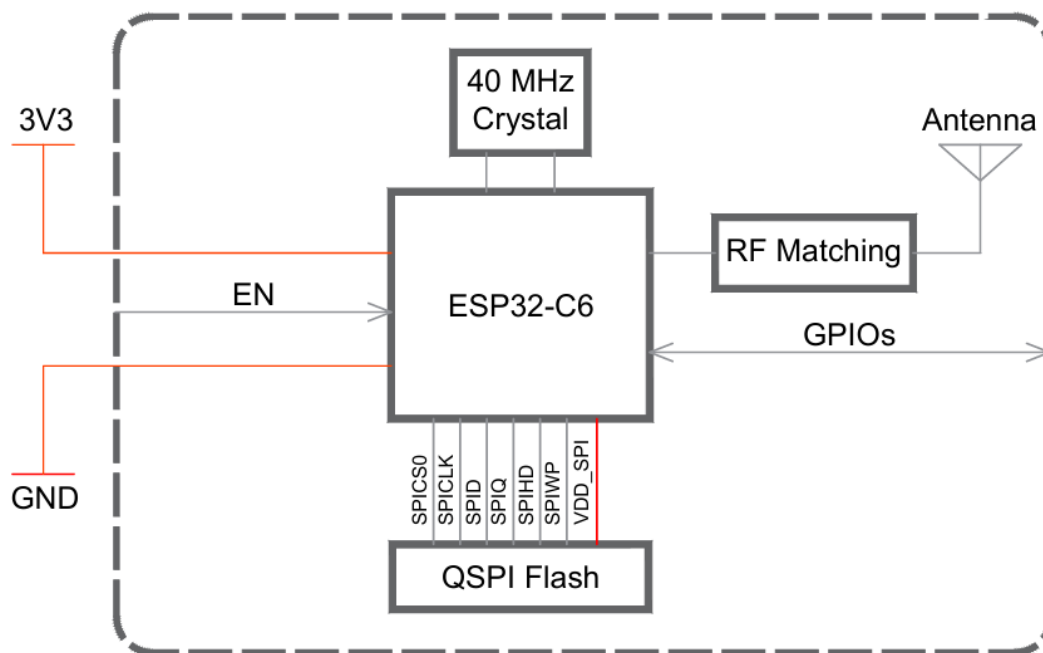 40 MHz
Crystal
3V3
Antenna
RF Matching
EN
ESP32-C6
GPIOs
GND
SPICS0
SPICLK
SPID
SPIQ
SPIHD
SPIWP
VDD_SPI
QSPI Flash